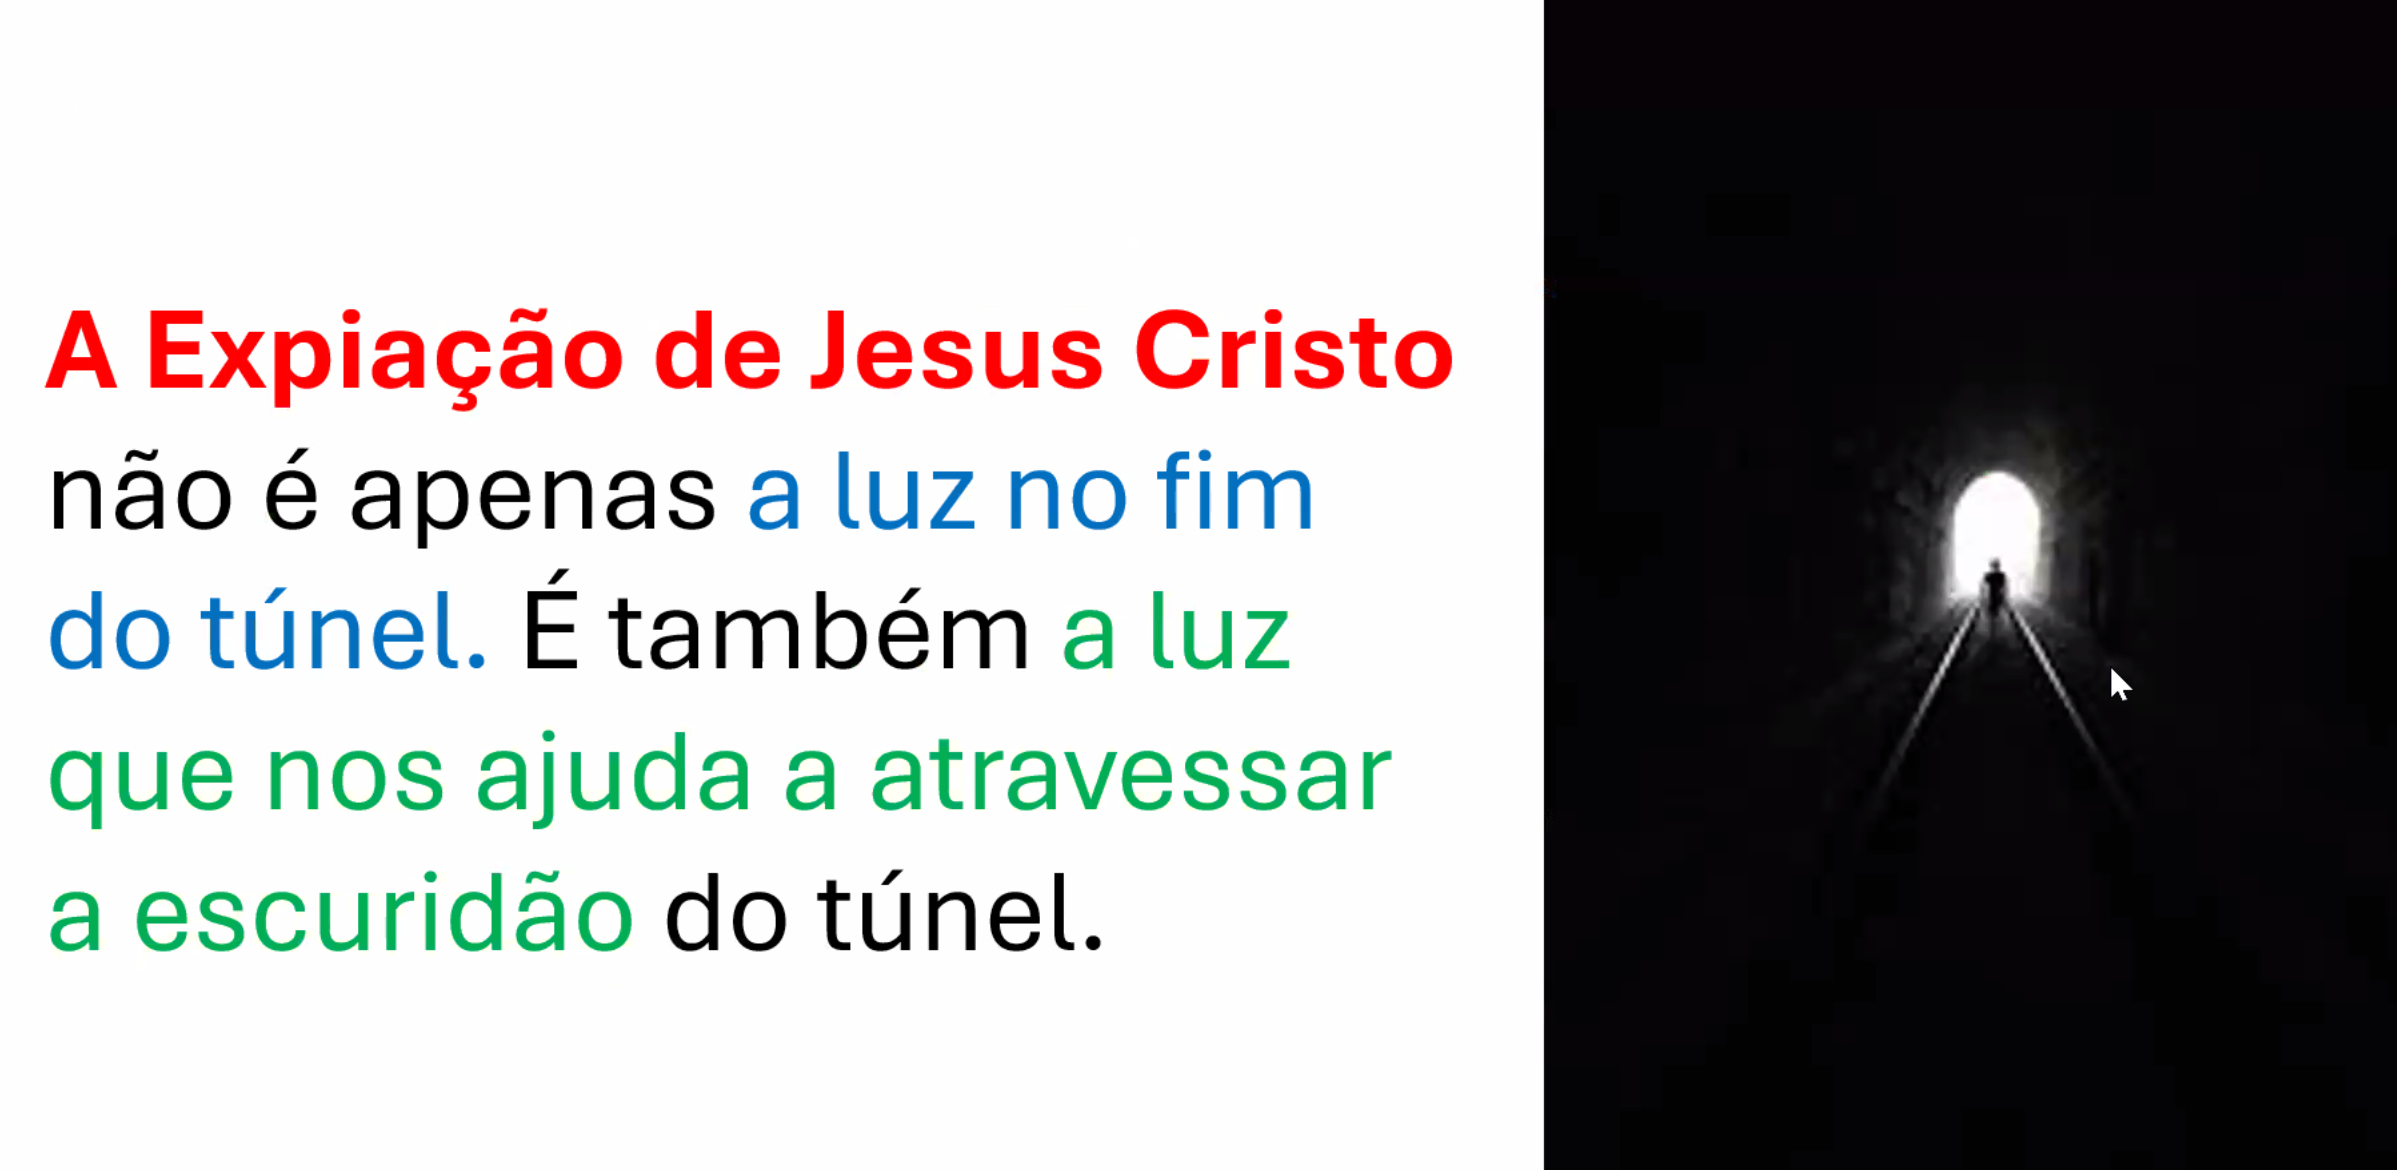 A Expiação de Jesus Cristo
não é apenas a luz no fim
do túnel. É também a luz
que nos ajuda a atravessar
a escuridão do túnel.